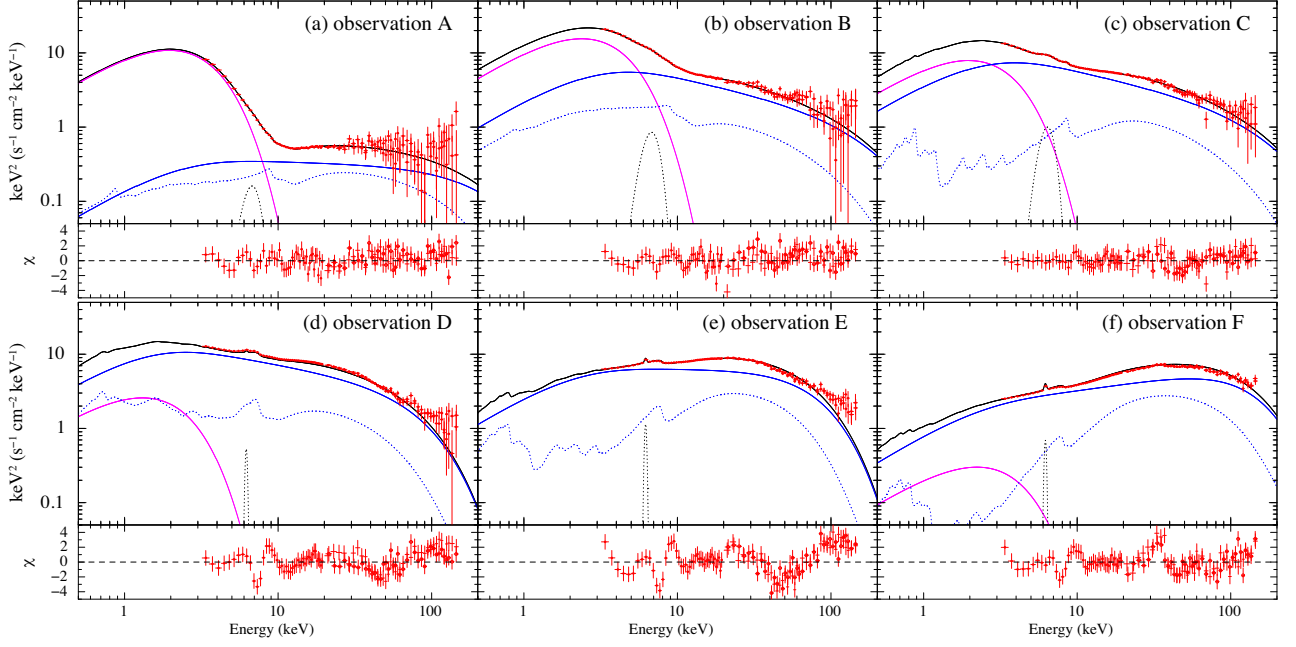 (a) observation A
(b) observation B
(c) observation C
keV² (s⁻¹ cm⁻² keV⁻¹)
10
1
0.1
χ
4
2
0
−2
−4
(d) observation D
(e) observation E
(f) observation F
keV² (s⁻¹ cm⁻² keV⁻¹)
10
1
0.1
χ
4
2
0
−2
−4
1 10 100 1 10 100 1 10 100
Energy (keV) Energy (keV) Energy (keV)